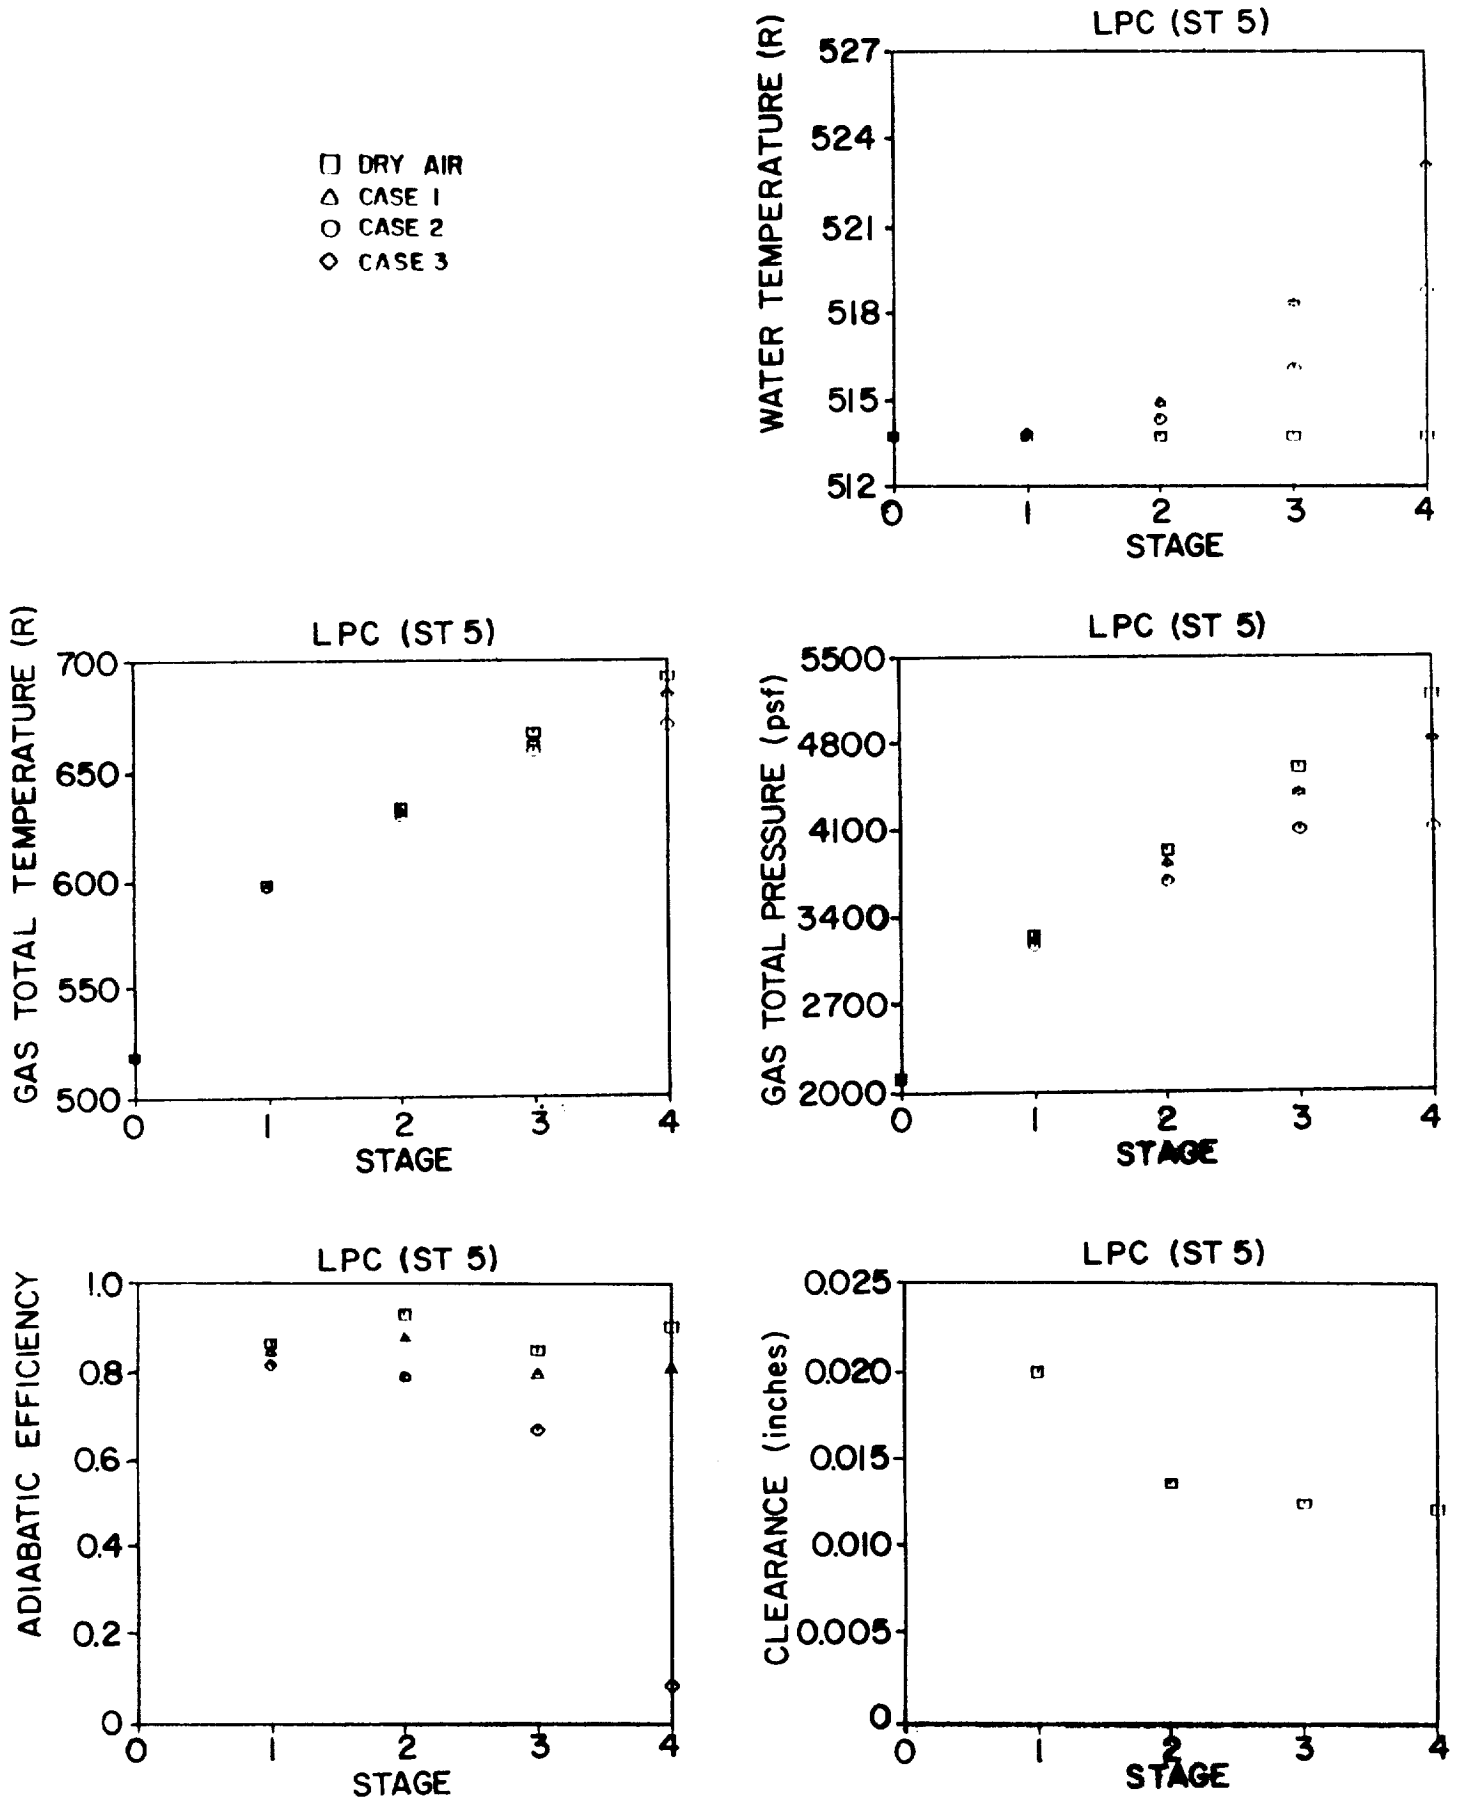 LPC (ST 5)
WATER TEMPERATURE (R)
527
524
521
518
515
512
0 1 2 3 4
STAGE
DRY AIR
CASE 1
CASE 2
CASE 3
LPC (ST 5)
GAS TOTAL TEMPERATURE (R)
700
650
600
550
500
0 1 2 3 4
STAGE
LPC (ST 5)
GAS TOTAL PRESSURE (psf)
5500
4800
4100
3400
2700
2000
0 1 2 3 4
STAGE
LPC (ST 5)
ADIABATIC EFFICIENCY
1.0
0.8
0.6
0.4
0.2
0
0 1 2 3 4
STAGE
LPC (ST 5)
CLEARANCE (inches)
0.025
0.020
0.015
0.010
0.005
0
0 1 2 3 4
STAGE